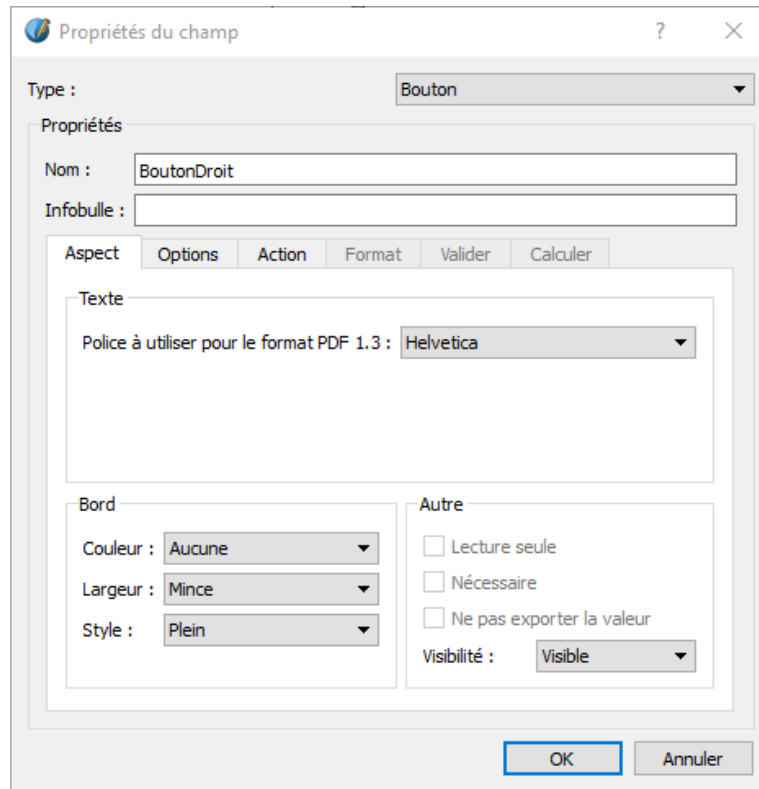 Propriétés du champ ?
Type : Bouton
Propriétés
Nom : BoutonDroit
Infobulle :
Aspect Options Action Format Valider Calculer
Texte
Police à utiliser pour le format PDF 1.3 : Helvetica
Bord
Couleur : Aucune
Largeur : Mince
Style : Plein
Autre
Lecture seule
Nécessaire
Ne pas exporter la valeur
Visibilité : Visible
OK Annuler